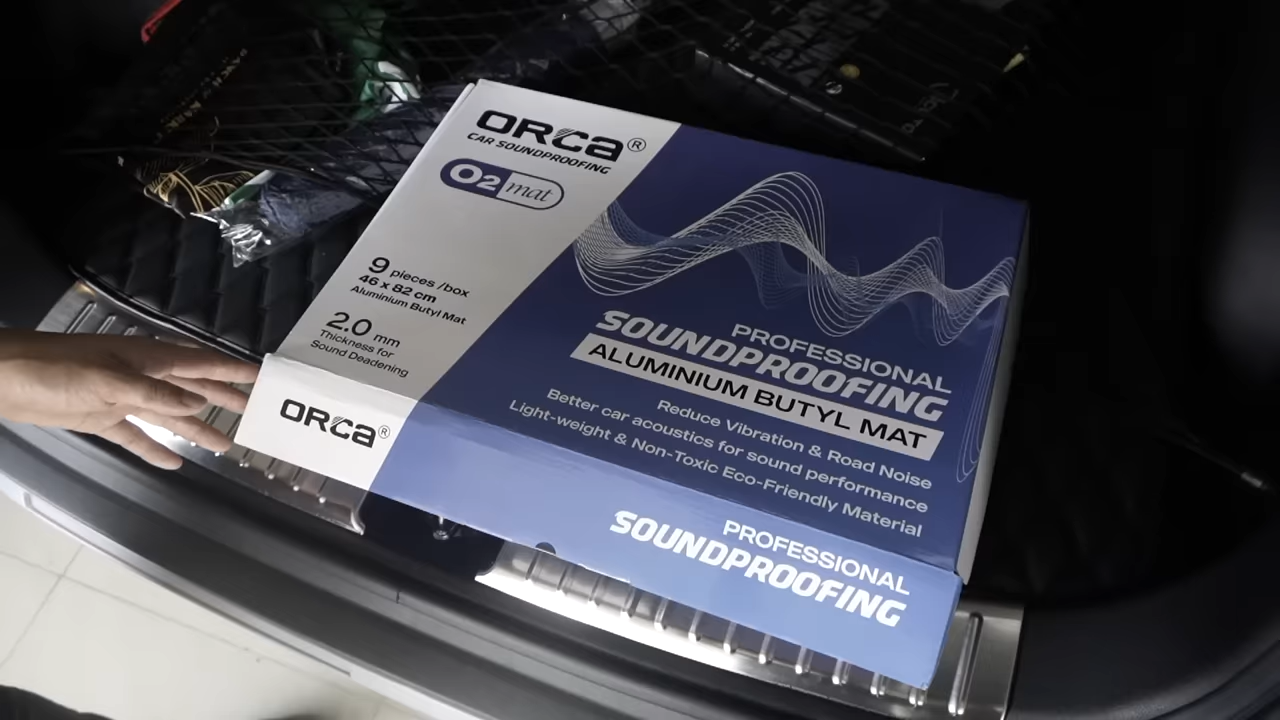 ORCa®
CAR SOUNDPROOFING
O2 mat
9 pieces /box
46 x 82 cm
Aluminium Butyl Mat
2.0 mm
Thickness for
Sound Deadening
PROFESSIONAL
SOUNDPROOFING
ALUMINIUM BUTYL MAT
Reduce Vibration & Road Noise
Better car acoustics for sound performance
Light-weight & Non-Toxic Eco-Friendly Material
ORCa®
PROFESSIONAL
SOUNDPROOFING